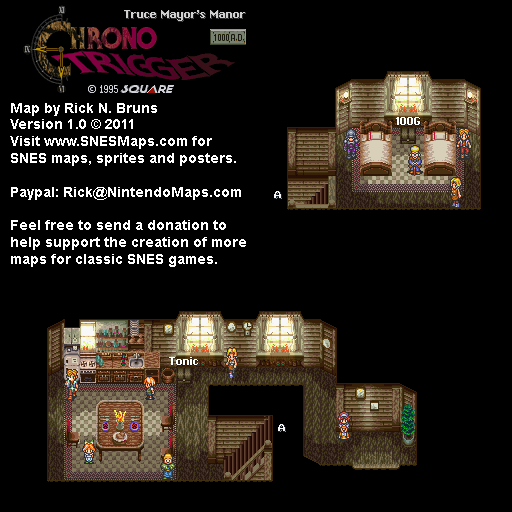 Truce Mayor's Manor
CHRONO
TRIGGER
1000 A.D.
© 1995 SQUARE
Map by Rick N. Bruns
Version 1.0 © 2011
Visit www.SNESMaps.com for
SNES maps, sprites and posters.
Paypal: Rick@NintendoMaps.com
Feel free to send a donation to
help support the creation of more
maps for classic SNES games.
100G
A
Tonic
A